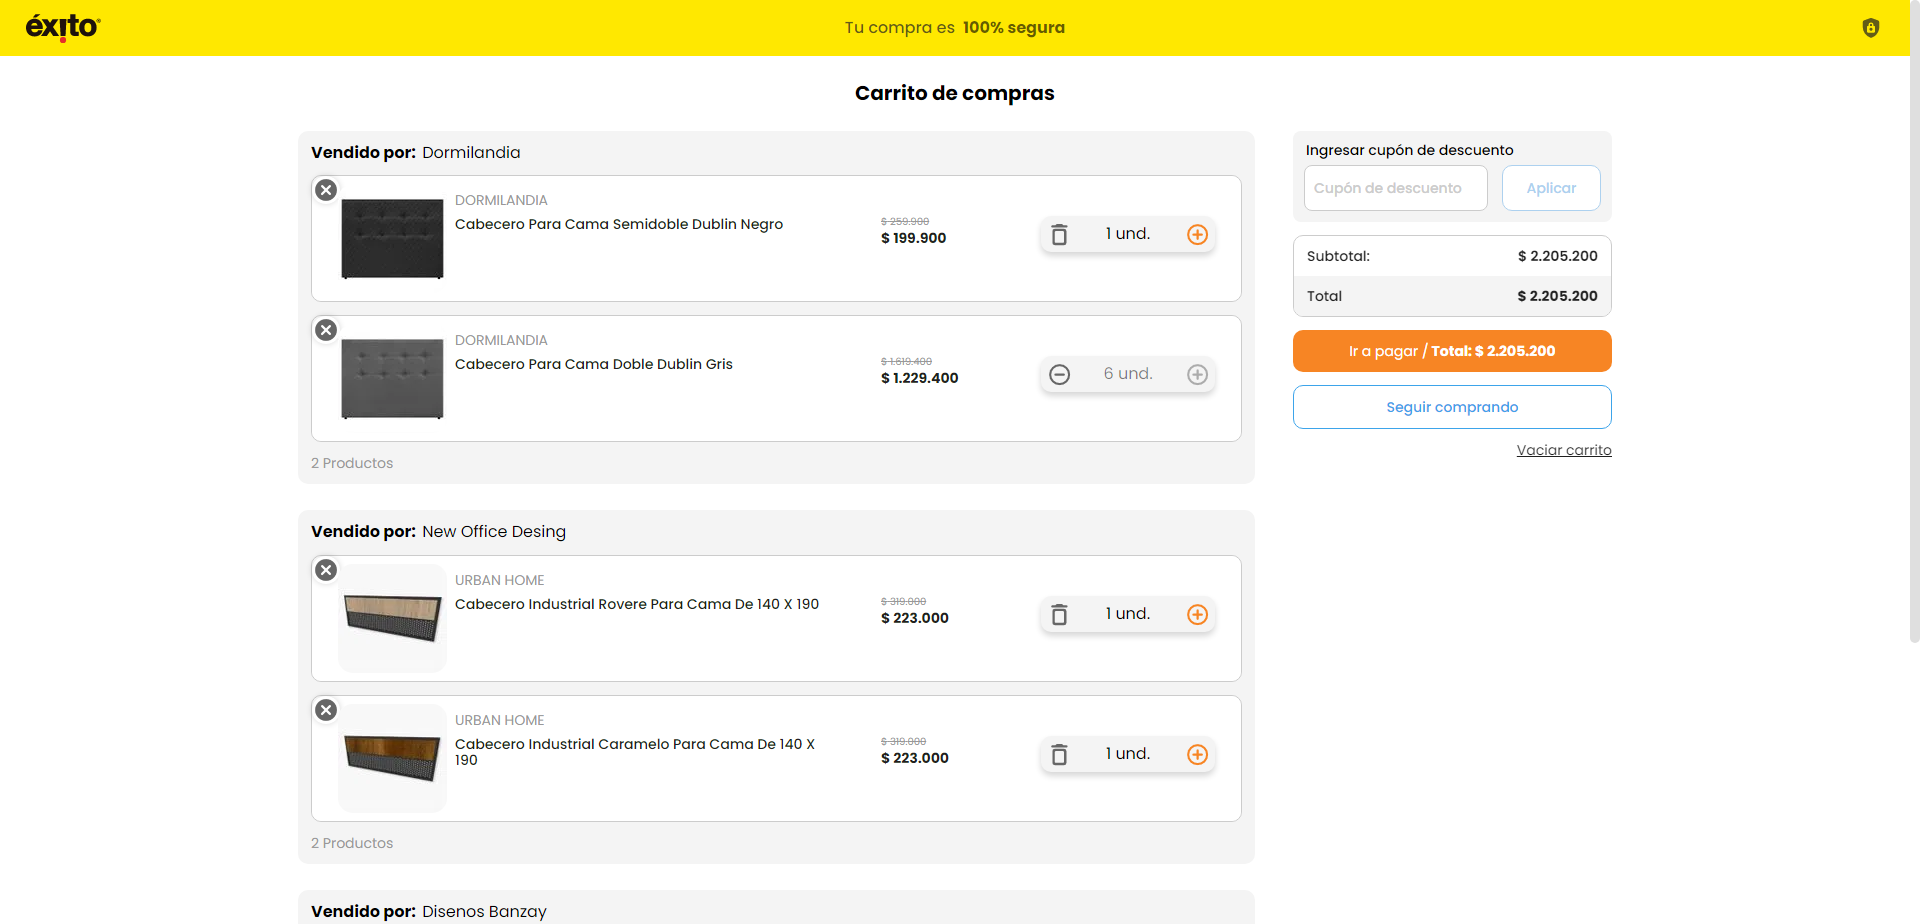 éxito
Tu compra es 100% segura
Carrito de compras
Vendido por: Dormilandia
DORMILANDIA
Cabecero Para Cama Semidoble Dublin Negro
$ 259.900
$ 199.900
1 und.
DORMILANDIA
Cabecero Para Cama Doble Dublin Gris
$ 1.619.400
$ 1.229.400
6 und.
2 Productos
Vendido por: New Office Desing
URBAN HOME
Cabecero Industrial Rovere Para Cama De 140 X 190
$ 319.000
$ 223.000
1 und.
URBAN HOME
Cabecero Industrial Caramelo Para Cama De 140 X
190
$ 319.000
$ 223.000
1 und.
2 Productos
Vendido por: Disenos Banzay
Ingresar cupón de descuento
Cupón de descuento
Aplicar
Subtotal: $ 2.205.200
Total $ 2.205.200
Ir a pagar / Total: $ 2.205.200
Seguir comprando
Vaciar carrito